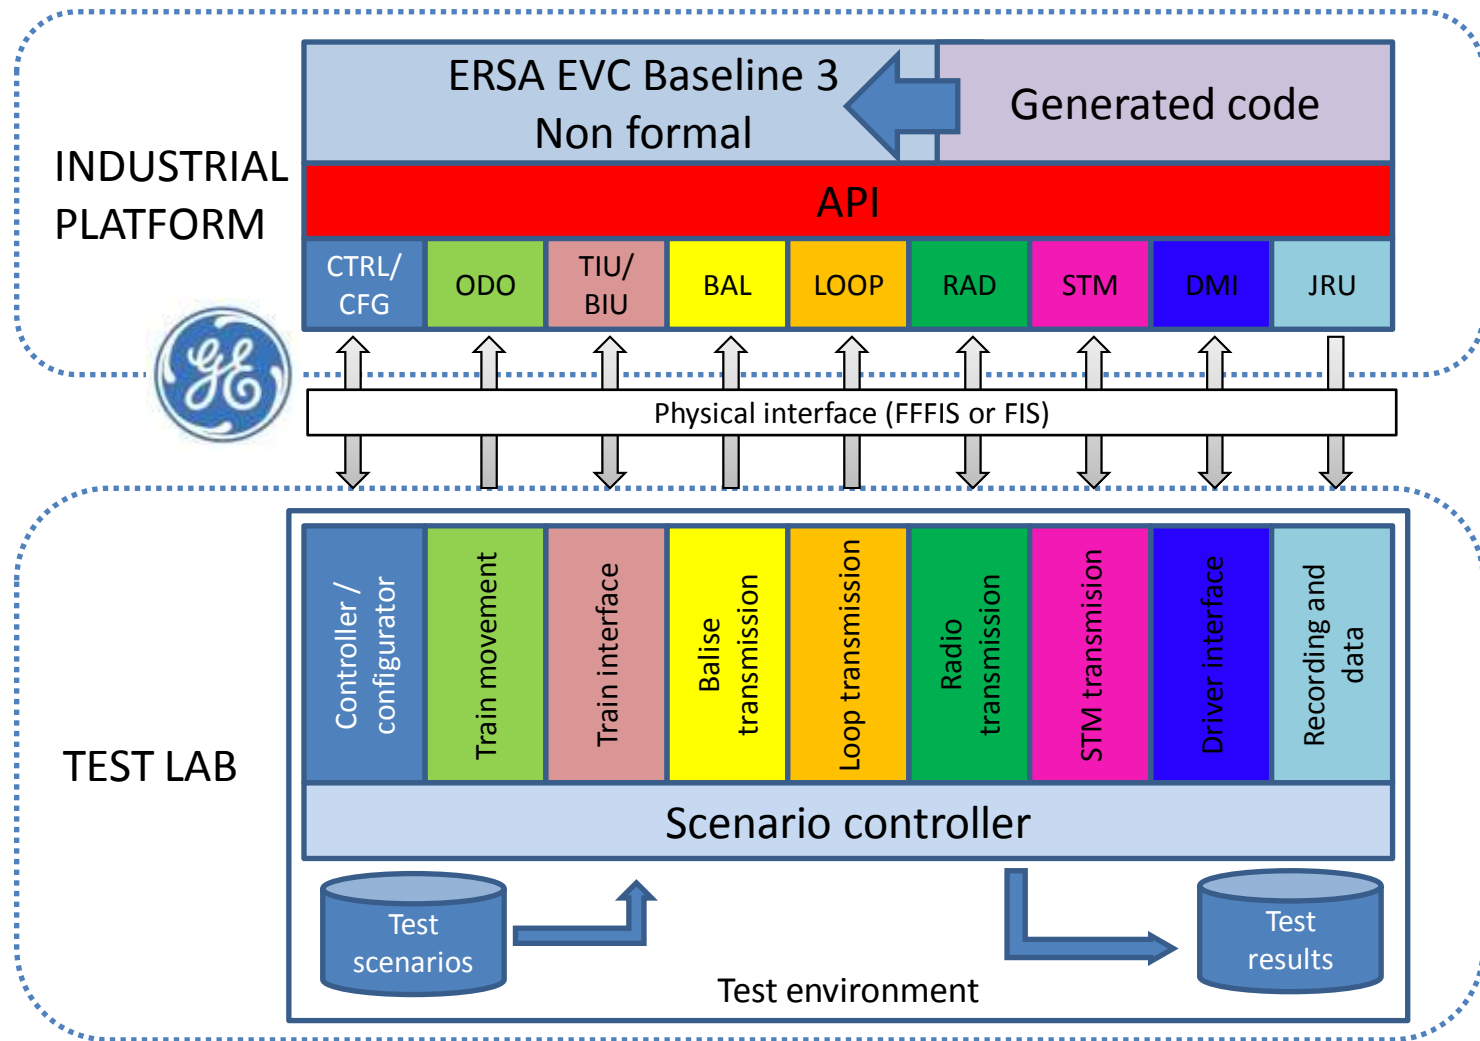 ERSA EVC Baseline 3
Non formal
Generated code
INDUSTRIAL
PLATFORM
API
CTRL/
CFG
ODO
TIU/
BIU
BAL
LOOP
RAD
STM
DMI
JRU
GE
Physical interface (FFFIS or FIS)
TEST LAB
Controller /
configurator
Train movement
Train interface
Balise
transmission
Loop transmission
Radio
transmission
STM transmision
Driver interface
Recording and
data
Scenario controller
Test
scenarios
Test
results
Test environment